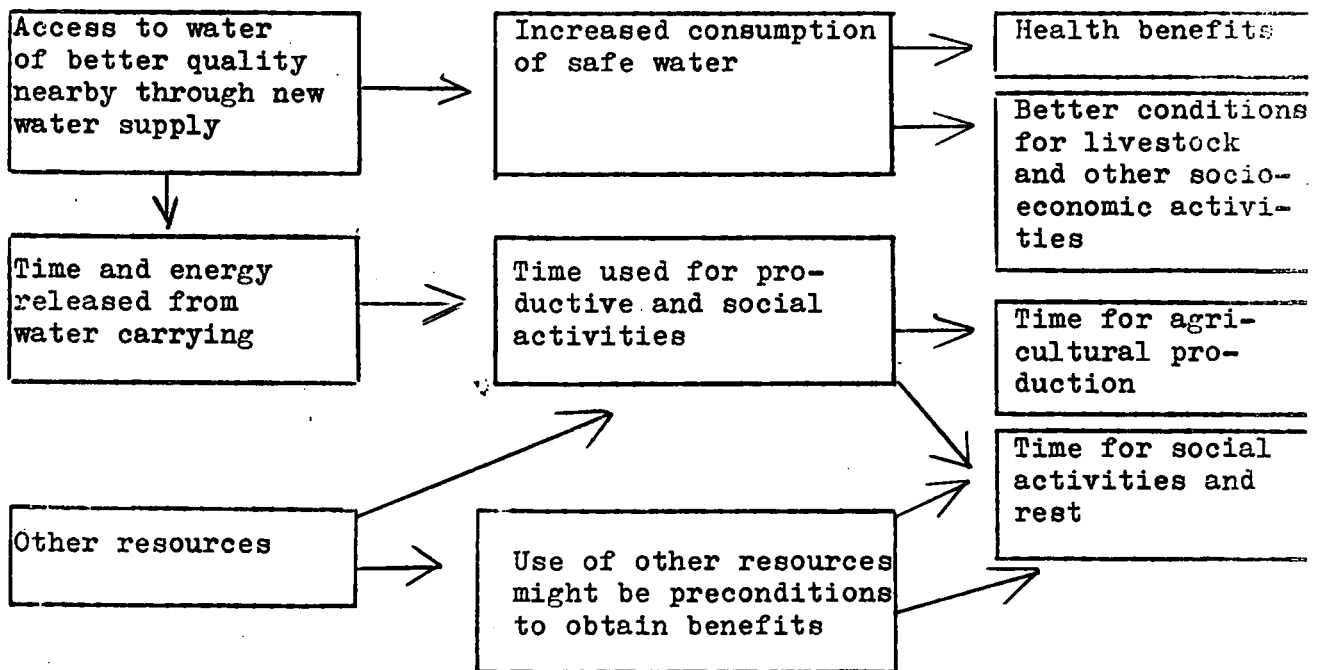 Access to water
of better quality
nearby through new
water supply
Increased consumption
of safe water
Health benefits
Better conditions
for livestock
and other socio-
economic activi-
ties
Time and energy
released from
water carrying
Time used for pro-
ductive and social
activities
Time for agri-
cultural pro-
duction
Time for social
activities and
rest
Other resources
Use of other resources
might be preconditions
to obtain benefits